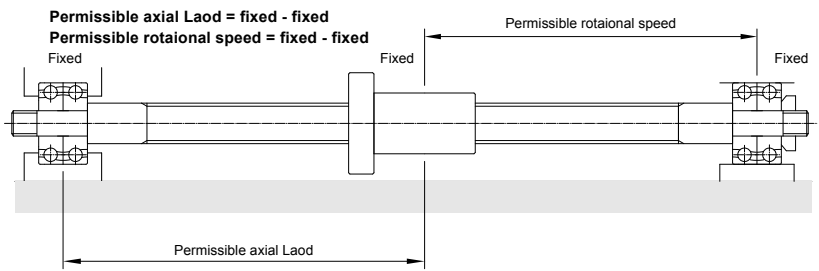 Permissible axial Laod = fixed - fixed
Permissible rotaional speed = fixed - fixed
Permissible rotaional speed
Fixed
Fixed
Fixed
Permissible axial Laod